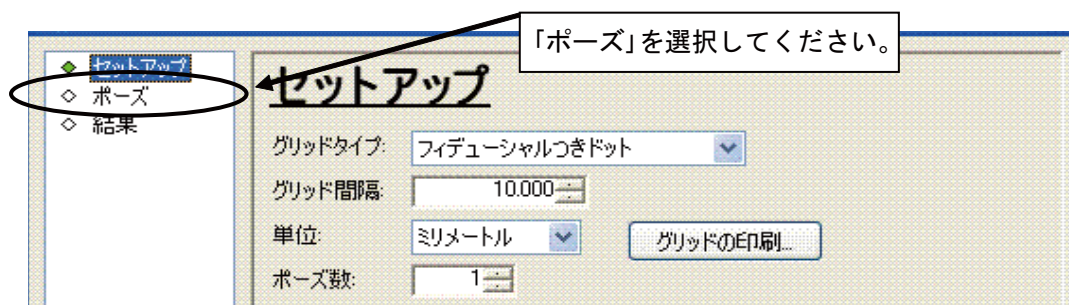 「ポーズ」を選択してください。
セットアップ
ポーズ
結果
セットアップ
グリッドタイプ: フィデューシャルつきドット
グリッド間隔: 10.000
単位: ミリメートル グリッドの印刷...
ポーズ数: 1